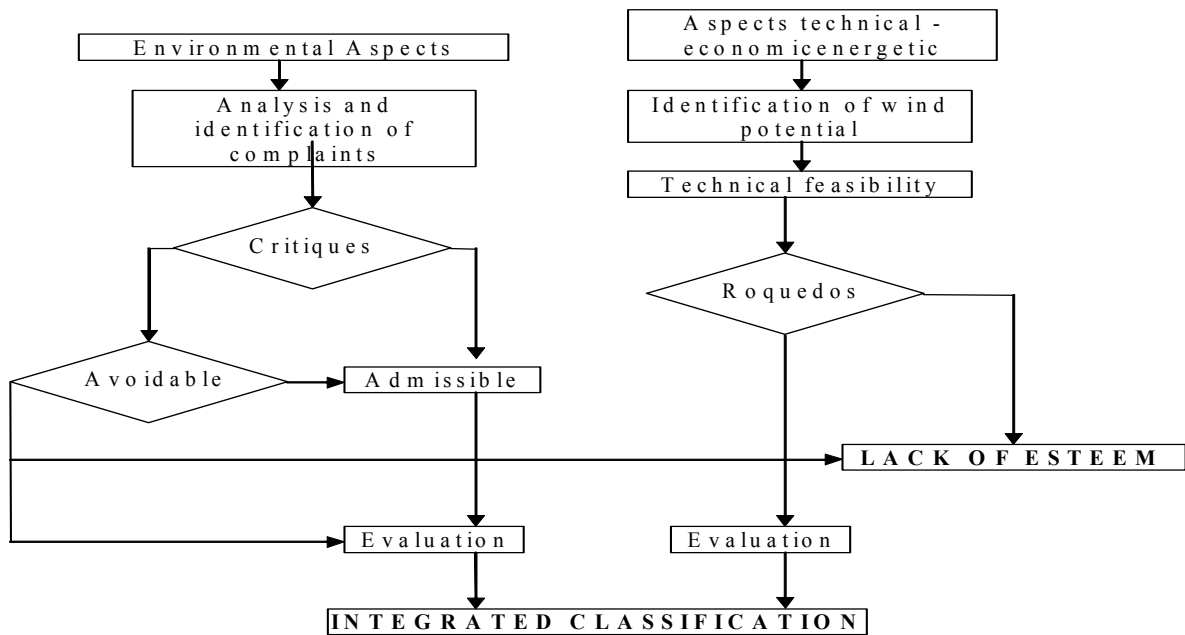 Environmental Aspects
Analysis and
identification of
complaints
Critiques
Avoidable
Admissible
Evaluation
Aspects technical -
economicenergetic
Identification of wind
potential
Technical feasibility
Roquedos
LACK OF ESTEEM
Evaluation
INTEGRATED CLASSIFICATION